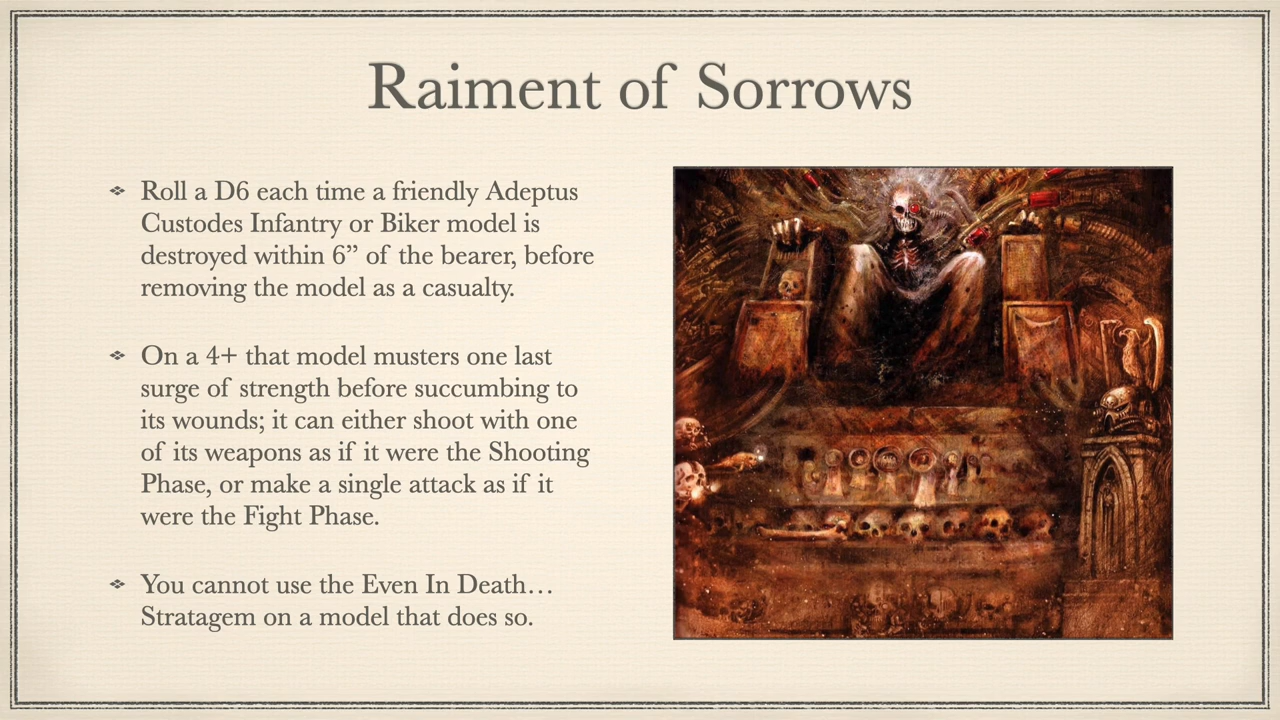 Raiment of Sorrows
Roll a D6 each time a friendly Adeptus
Custodes Infantry or Biker model is
destroyed within 6” of the bearer, before
removing the model as a casualty.
On a 4+ that model musters one last
surge of strength before succumbing to
its wounds; it can either shoot with one
of its weapons as if it were the Shooting
Phase, or make a single attack as if it
were the Fight Phase.
You cannot use the Even In Death…
Stratagem on a model that does so.